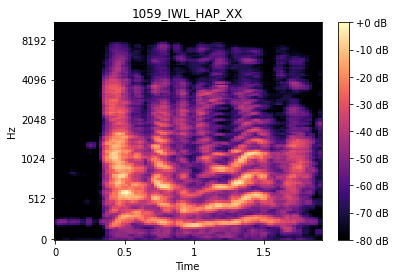 1059_IWL_HAP_XX
+0 dB
8192
-10 dB
4096
-20 dB
-30 dB
2048
Hz
-40 dB
1024
-50 dB
512
-60 dB
-70 dB
0
-80 dB
0 0.5 1 1.5
Time